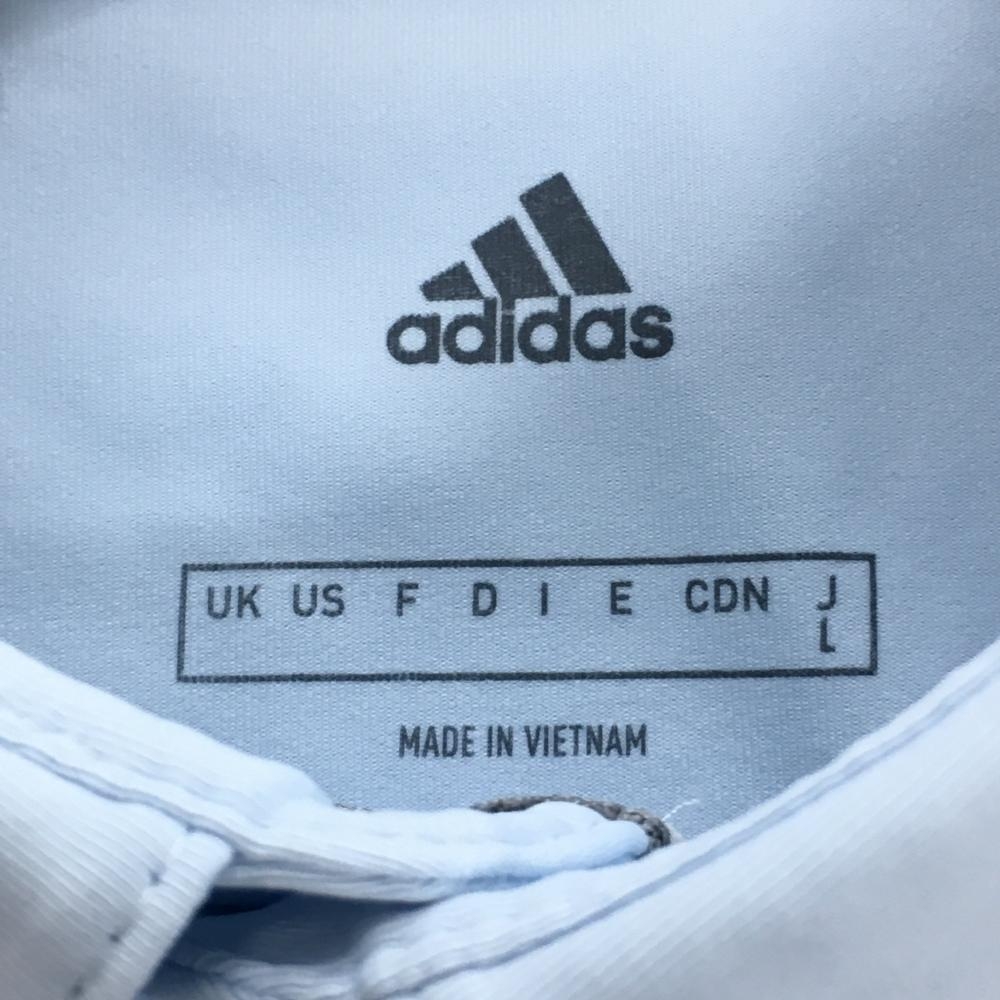 adidas
UK US F D I E CDN J
L
MADE IN VIETNAM